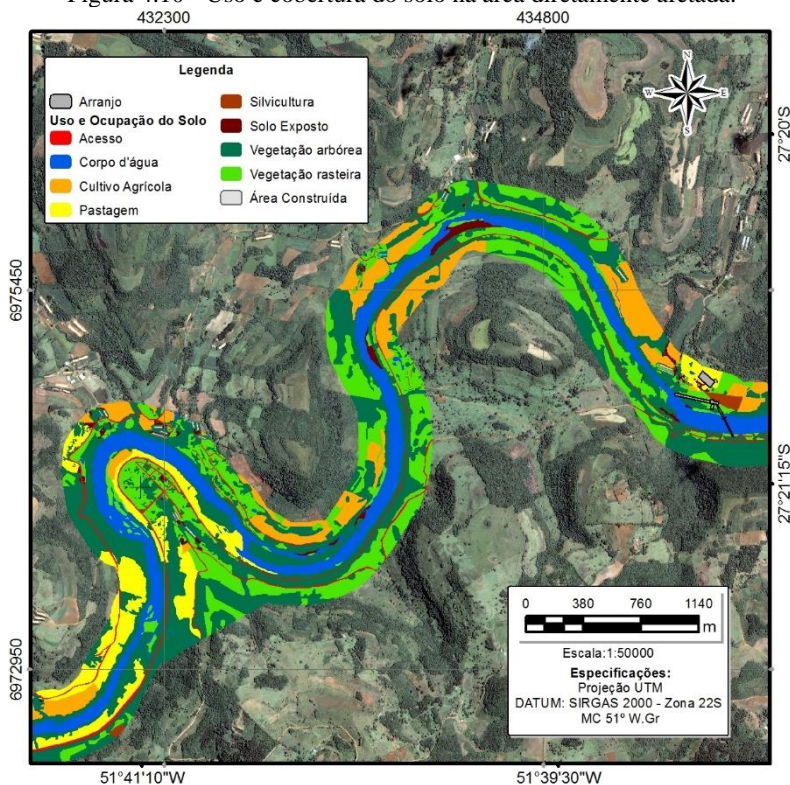 Figura 4.10 - Uso e cobertura do solo na área diretamente afetada.
432300
434800
Legenda
Arranjo
Uso e Ocupação do Solo
Acesso
Corpo d'água
Cultivo Agrícola
Pastagem
Silvicultura
Solo Exposto
Vegetação arbórea
Vegetação rasteira
Área Construída
N
W
E
S
27°20'S
6975450
27°21'15"S
6972950
0 380 760 1140
m
Escala:1:50000
Especificações:
Projeção UTM
DATUM: SIRGAS 2000 - Zona 22S
MC 51º W.Gr
51°41'10"W
51°39'30"W